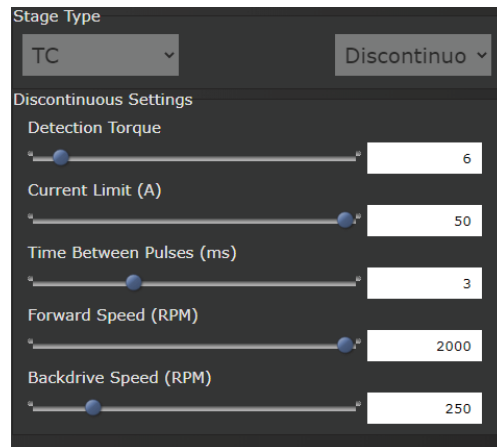 Stage Type
TC Discontinuo
Discontinuous Settings
Detection Torque
6
Current Limit (A)
50
Time Between Pulses (ms)
3
Forward Speed (RPM)
2000
Backdrive Speed (RPM)
250